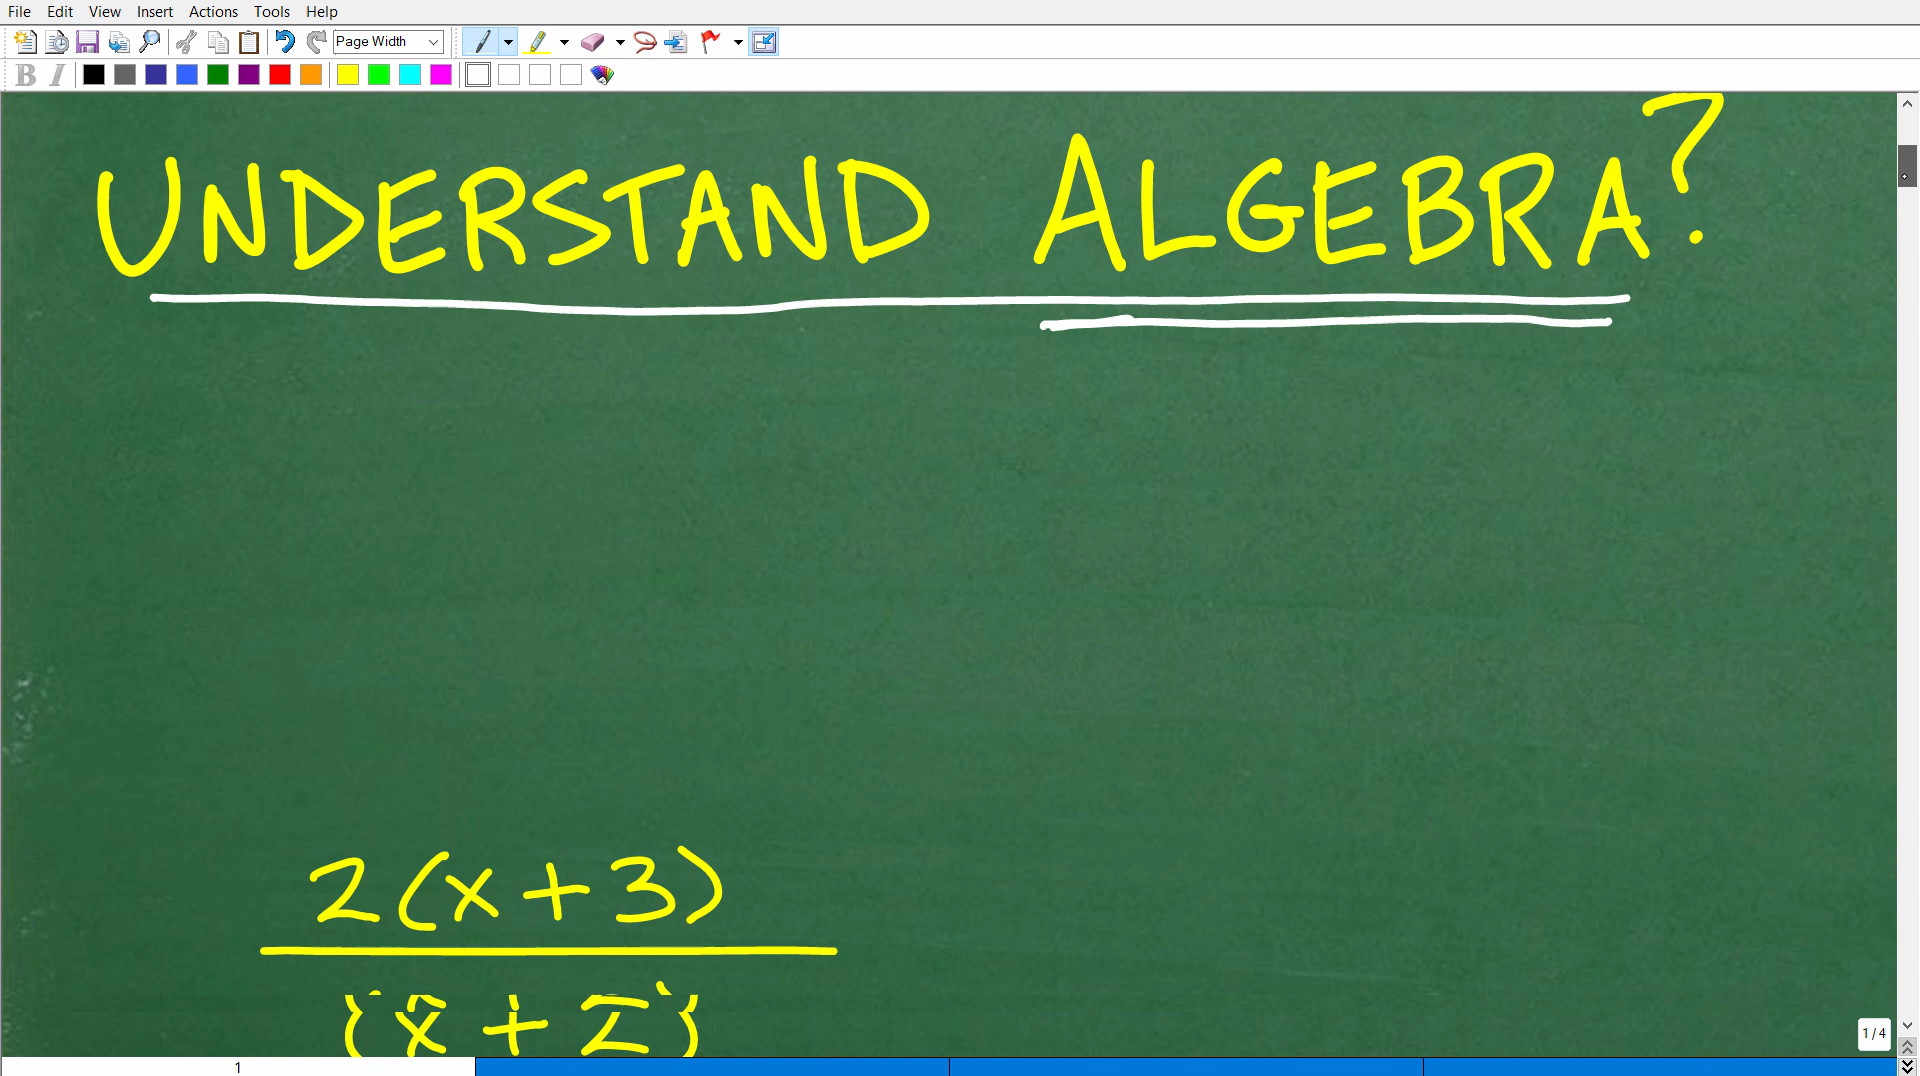 File Edit View Insert Actions Tools Help
Page Width
B I
UNDERSTAND ALGEBRA?
2(x+3)
(x+2)
1 / 4
1